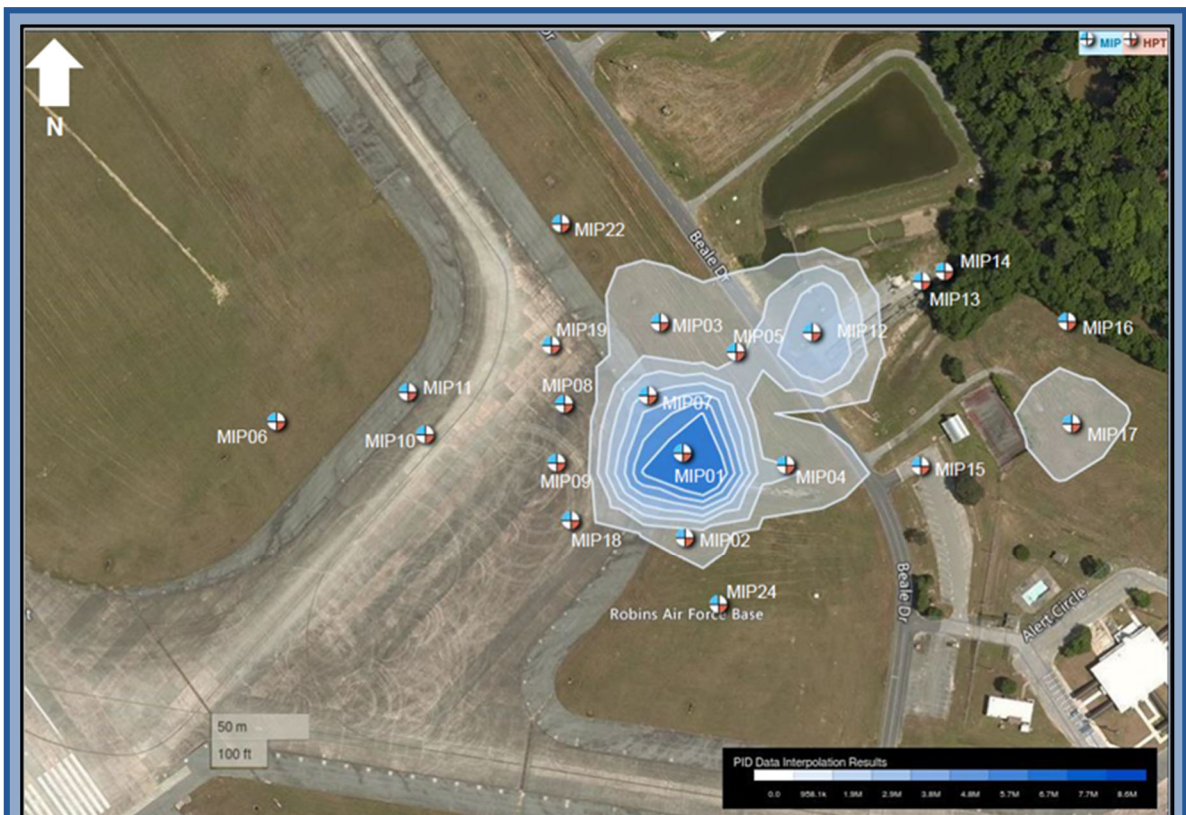 MIP HPT
N
Dr
MIP22
Beale Dr
MIP14
MIP13
MIP16
MIP03
MIP12
MIP19
MIP05
MIP11
MIP08
MIP07
MIP06
MIP10
MIP17
MIP09
MIP01
MIP04
MIP15
MIP18
MIP02
MIP24
Robins Air Force Base
Beale Dr
Alert Circle
t
50 m
100 ft
PID Data Interpolation Results
0.0 958.1k 1.9M 2.9M 3.8M 4.8M 5.7M 6.7M 7.7M 8.6M